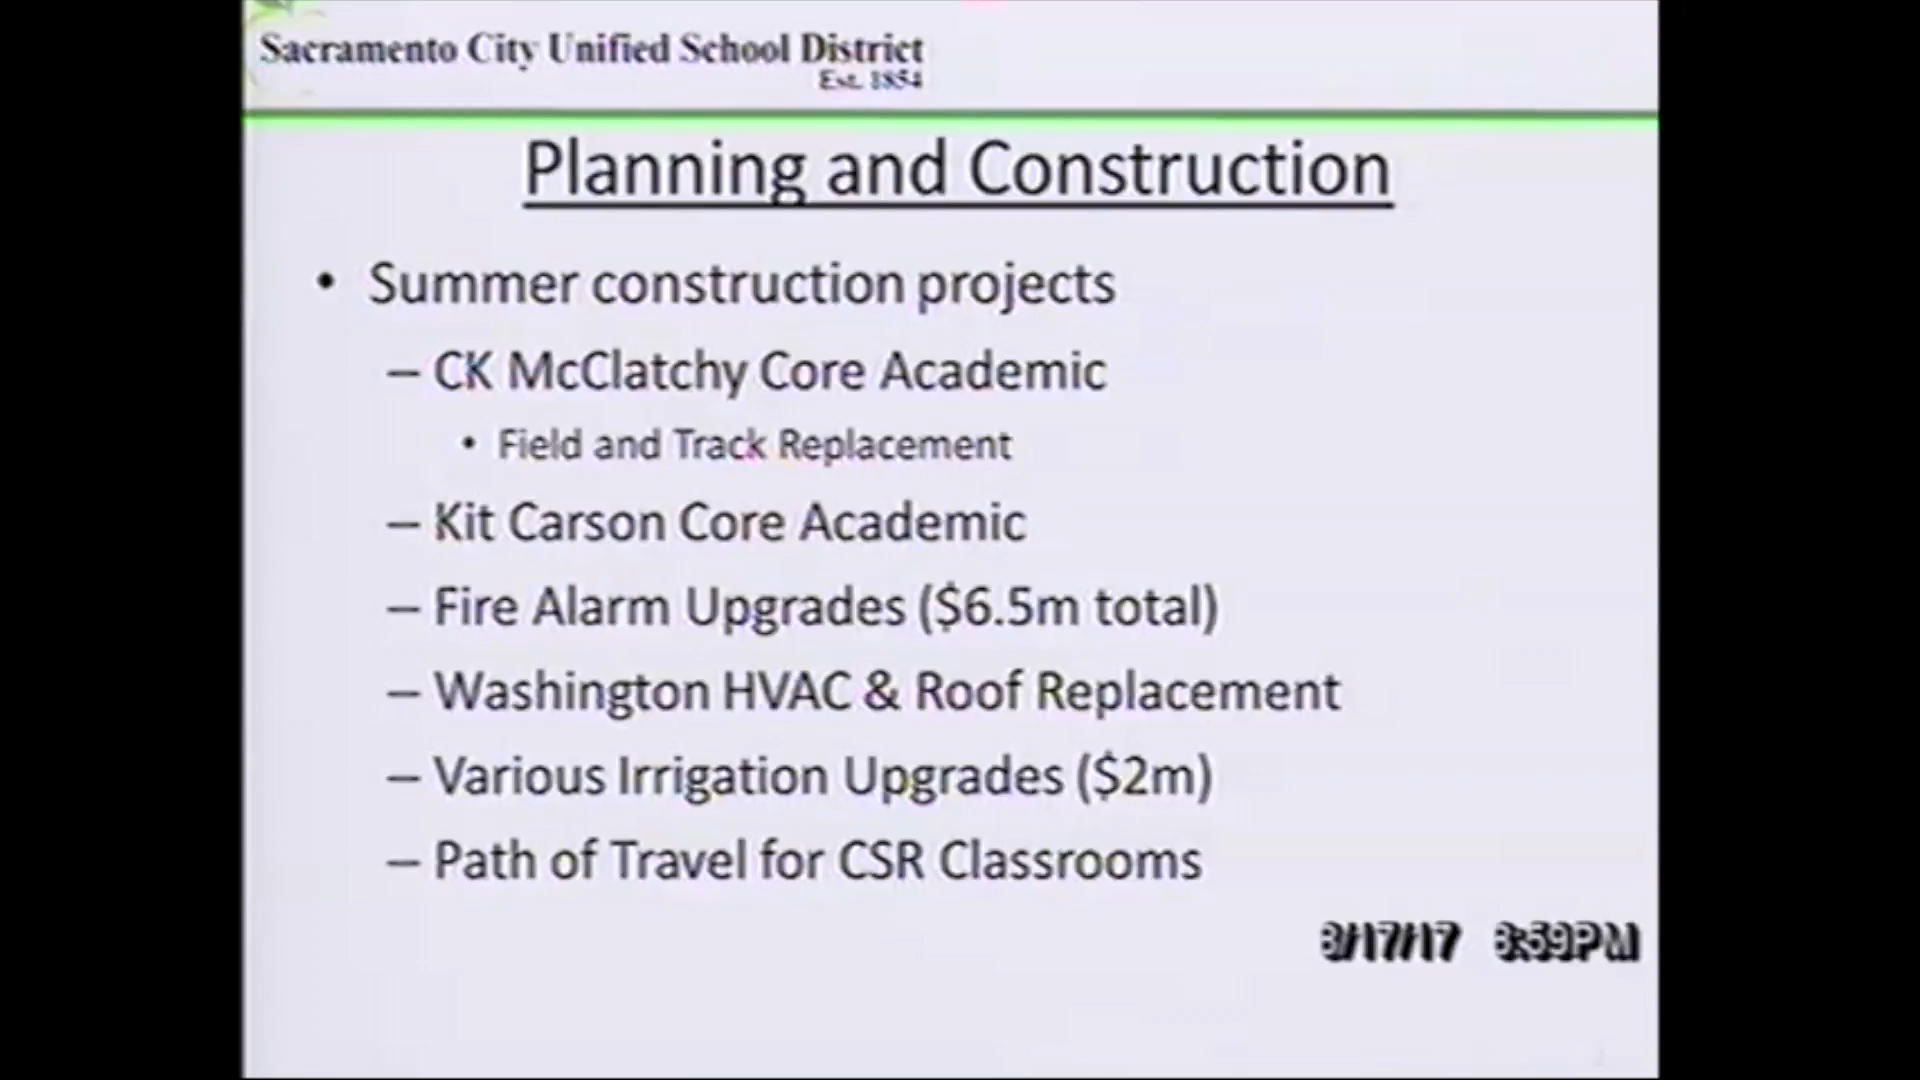 Sacramento City Unified School District
Est. 1854
Planning and Construction
• Summer construction projects
– CK McClatchy Core Academic
• Field and Track Replacement
– Kit Carson Core Academic
– Fire Alarm Upgrades ($6.5m total)
– Washington HVAC & Roof Replacement
– Various Irrigation Upgrades ($2m)
– Path of Travel for CSR Classrooms
8/17/17 8:59PM